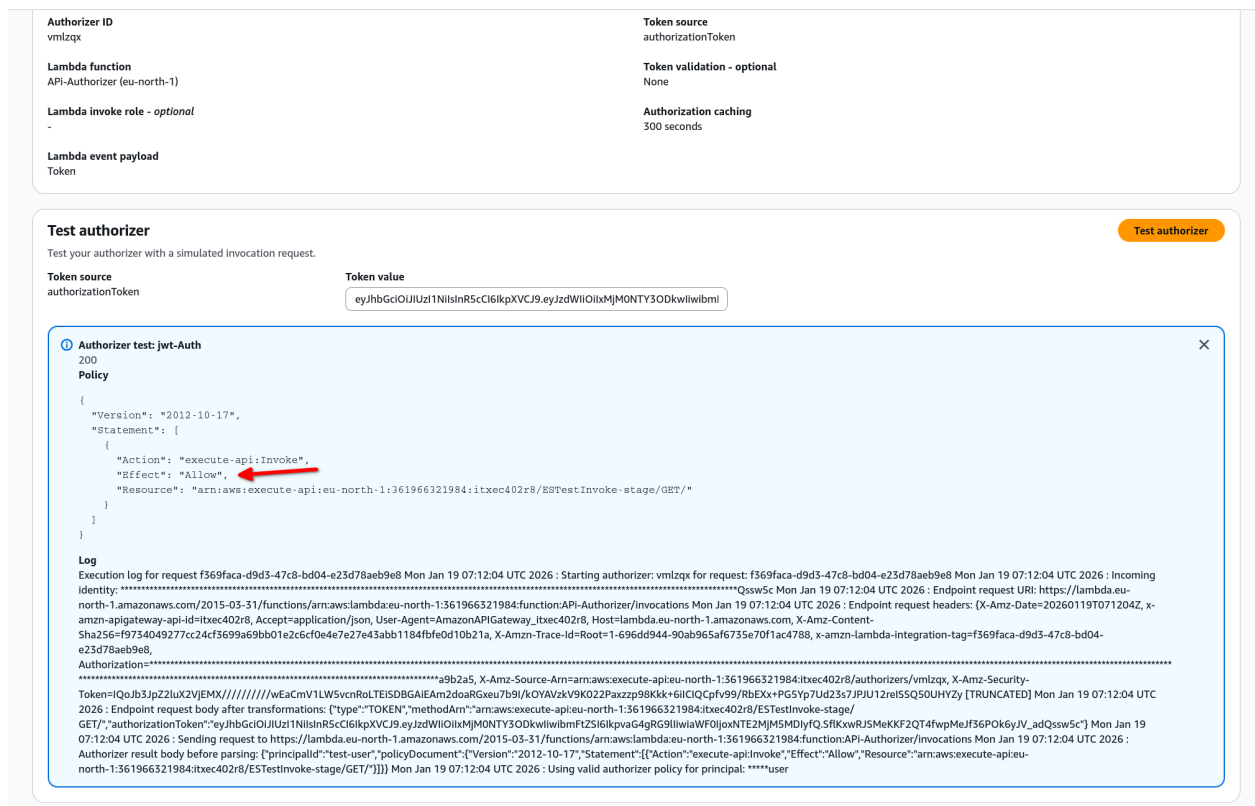 Authorizer ID
vmlzqx
Token source
authorizationToken
Lambda function
APi-Authorizer (eu-north-1)
Token validation - optional
None
Lambda invoke role - optional
-
Authorization caching
300 seconds
Lambda event payload
Token
Test authorizer
Test authorizer
Test your authorizer with a simulated invocation request.
Token source
authorizationToken
Token value
eyJhbGciOiJIUzI1NiIsInR5cCI6IkpXVCJ9.eyJzdWIiOiIxMjM0NTY3ODkwIiwibmI
Authorizer test: jwt-Auth
200
Policy
{
"Version": "2012-10-17",
"Statement": [
{
"Action": "execute-api:Invoke",
"Effect": "Allow",
"Resource": "arn:aws:execute-api:eu-north-1:361966321984:itxec402r8/ESTestInvoke-stage/GET/"
}
]
}
Log
Execution log for request f369faca-d9d3-47c8-bd04-e23d78aeb9e8 Mon Jan 19 07:12:04 UTC 2026 : Starting authorizer: vmlzqx for request: f369faca-d9d3-47c8-bd04-e23d78aeb9e8 Mon Jan 19 07:12:04 UTC 2026 : Incoming
identity: **********************************************************************************************************************************************************Qssw5c Mon Jan 19 07:12:04 UTC 2026 : Endpoint request URI: https://lambda.eu-
north-1.amazonaws.com/2015-03-31/functions/arn:aws:lambda:eu-north-1:361966321984:function:APi-Authorizer/invocations Mon Jan 19 07:12:04 UTC 2026 : Endpoint request headers: {X-Amz-Date=20260119T071204Z, x-
amzn-apigateway-api-id=itxec402r8, Accept=application/json, User-Agent=AmazonAPIGateway_itxec402r8, Host=lambda.eu-north-1.amazonaws.com, X-Amz-Content-
Sha256=f9734049277cc24cf3699a69bb01e2c6cf0e4e7e27e43abb1184fbfe0d10b21a, X-Amzn-Trace-Id=Root=1-696dd944-90ab965af6735e70f1ac4788, x-amzn-lambda-integration-tag=f369faca-d9d3-47c8-bd04-
e23d78aeb9e8,
Authorization=****************************************************************************************************************************************************************************************************************************************************************
******************************************************************************************a9b2a5, X-Amz-Source-Arn=arn:aws:execute-api:eu-north-1:361966321984:itxec402r8/authorizers/vmlzqx, X-Amz-Security-
Token=IQoJb3JpZ2luX2VjEMX//////////wEaCmV1LW5vcnRoLTEiSDBGAiEAm2doaRGxeu7b9I/kOYAVzkV9K022Paxzzp98Kkk+6iICIQCpfv99/RbEXx+PG5Yp7Ud23s7JPJU12reISSQ50UHYZy [TRUNCATED] Mon Jan 19 07:12:04 UTC
2026 : Endpoint request body after transformations: {"type":"TOKEN","methodArn":"arn:aws:execute-api:eu-north-1:361966321984:itxec402r8/ESTestInvoke-stage/
GET/","authorizationToken":"eyJhbGciOiJIUzI1NiIsInR5cCI6IkpXVCJ9.eyJzdWIiOiIxMjM0NTY3ODkwIiwibmFtZSI6IkpvaG4gRG9lIiwiaWF0IjoxNTE2MjM5MDIyfQ.SflKxwRJSMeKKF2QT4fwpMeJf36POk6yJV_adQssw5c"} Mon Jan 19
07:12:04 UTC 2026 : Sending request to https://lambda.eu-north-1.amazonaws.com/2015-03-31/functions/arn:aws:lambda:eu-north-1:361966321984:function:APi-Authorizer/invocations Mon Jan 19 07:12:04 UTC 2026 :
Authorizer result body before parsing: {"principalId":"test-user","policyDocument":{"Version":"2012-10-17","Statement":[{"Action":"execute-api:Invoke","Effect":"Allow","Resource":"arn:aws:execute-api:eu-
north-1:361966321984:itxec402r8/ESTestInvoke-stage/GET/"}]}} Mon Jan 19 07:12:04 UTC 2026 : Using valid authorizer policy for principal: *****user